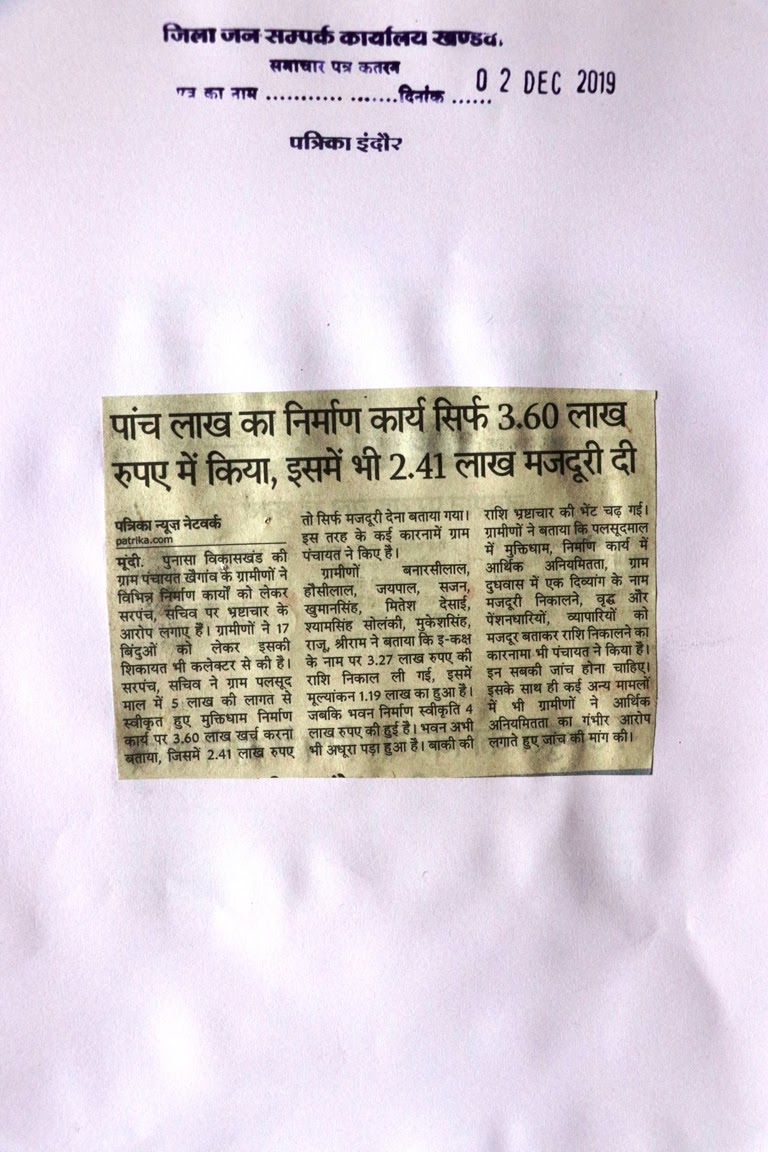 जिला जन सम्पर्क कार्यालय खण्डवा
समाचार पत्र कतरन
पत्र का नाम .................. दिनांक ...... 02 DEC 2019
पत्रिका इंदौर
पांच लाख का निर्माण कार्य सिर्फ 3.60 लाख
रुपए में किया, इसमें भी 2.41 लाख मजदूरी दी
पत्रिका न्यूज़ नेटवर्क
patrika.com
मूंदी. पुनासा विकासखंड की
ग्राम पंचायत खैगांव के ग्रामीणों ने
विभिन्न निर्माण कार्यों को लेकर
सरपंच, सचिव पर भ्रष्टाचार के
आरोप लगाए हैं। ग्रामीणों ने 17
बिंदुओं को लेकर इसकी
शिकायत भी कलेक्टर से की है।
सरपंच, सचिव ने ग्राम पलसूद
माल में 5 लाख की लागत से
स्वीकृत हुए मुक्तिधाम निर्माण
कार्य पर 3.60 लाख खर्च करना
बताया, जिसमें 2.41 लाख रुपए
तो सिर्फ मजदूरी देना बताया गया।
इस तरह के कई कारनामें ग्राम
पंचायत ने किए है।
ग्रामीणों बनारसीलाल,
हौसीलाल, जयपाल, सजन,
खुमानसिंह, मितेश देसाई,
श्यामसिंह सोलंकी, मुकेशसिंह,
राजू, श्रीराम ने बताया कि इ-कक्ष
के नाम पर 3.27 लाख रुपए की
राशि निकाल ली गई, इसमें
मूल्यांकन 1.19 लाख का हुआ है।
जबकि भवन निर्माण स्वीकृति 4
लाख रुपए की हुई है। भवन अभी
भी अधूरा पड़ा हुआ है। बाकी की
राशि भ्रष्टाचार की भेंट चढ़ गई।
ग्रामीणों ने बताया कि पलसूदमाल
में मुक्तिधाम, निर्माण कार्य में
आर्थिक अनियमितता, ग्राम
दुधवास में एक दिव्यांग के नाम
मजदूरी निकालने, वृद्ध और
पेंशनधारियों, व्यापारियों को
मजदूर बताकर राशि निकालने का
कारनामा भी पंचायत ने किया है।
इन सबकी जांच होना चाहिए।
इसके साथ ही कई अन्य मामलों
में भी ग्रामीणों ने आर्थिक
अनियमितता का गंभीर आरोप
लगाते हुए जांच की मांग की।